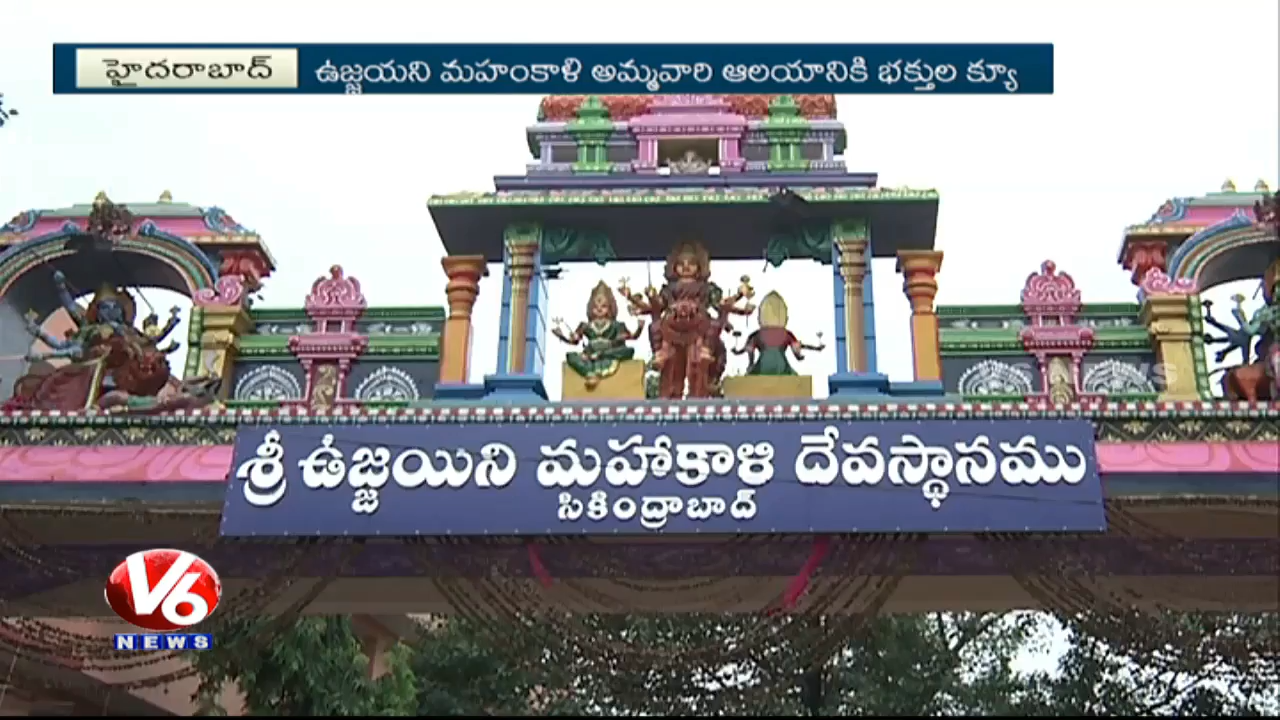 హైదరాబాద్ ఉజ్జయని మహంకాళి అమ్మవారి ఆలయానికి భక్తుల క్యూ
శ్రీ ఉజ్జయిని మహాకాళి దేవస్థానము
సికింద్రాబాద్
V6
NEWS